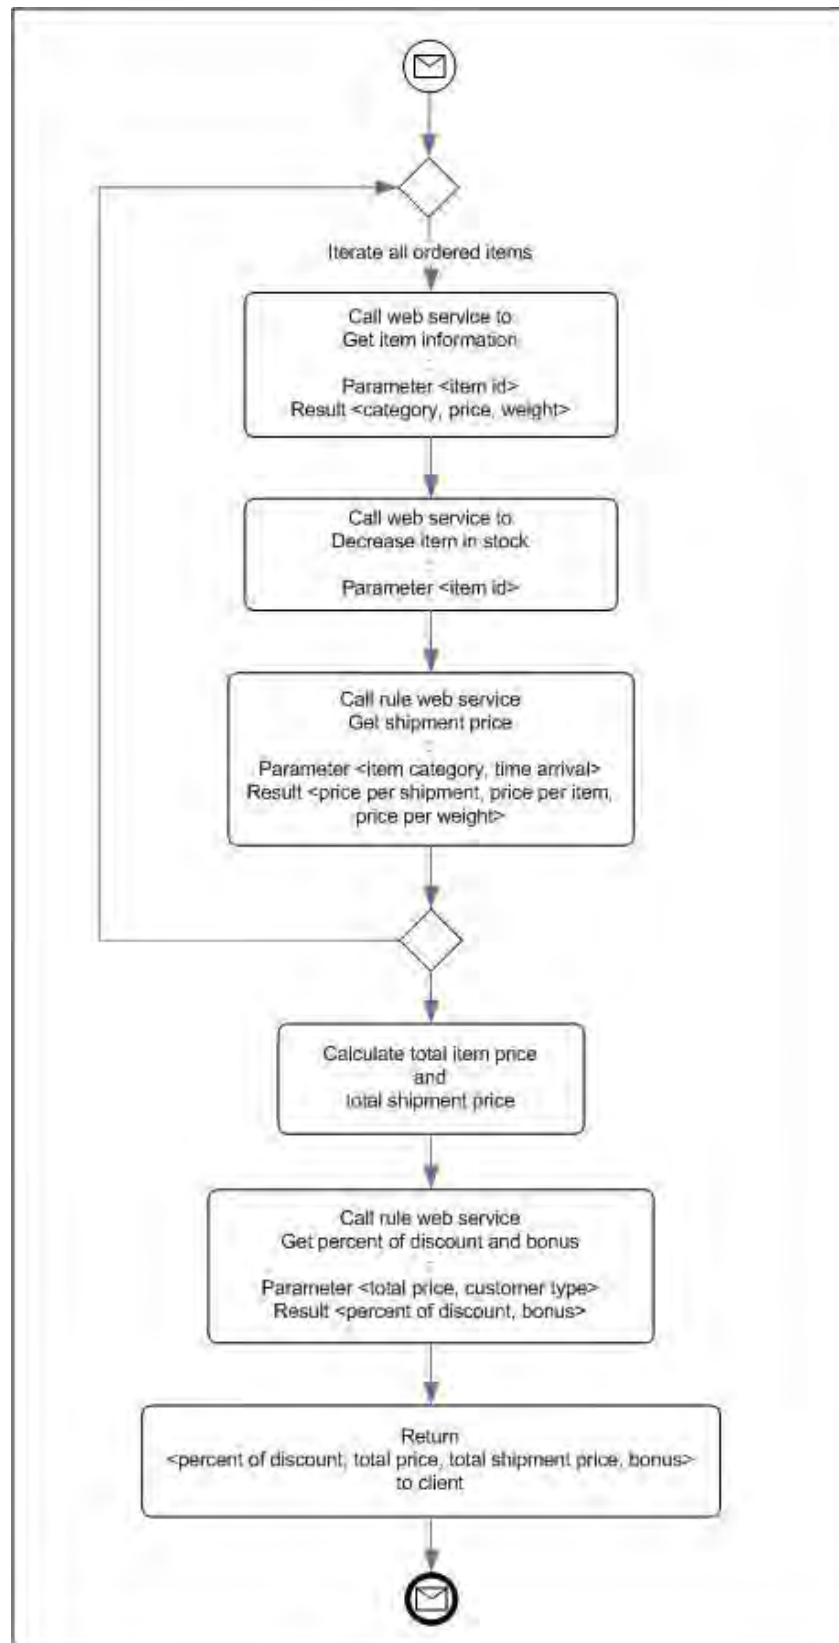 Iterate all ordered items
Call web service to
Get item information
:
Parameter <item id>
Result <category, price, weight>
Call web service to
Decrease item in stock
:
Parameter <item id>
Call rule web service
Get shipment price
:
Parameter <item category, time arrival>
Result <price per shipment, price per item,
price per weight>
Calculate total item price
and
total shipment price
Call rule web service
Get percent of discount and bonus
:
Parameter <total price, customer type>
Result <percent of discount, bonus>
Return
<percent of discount, total price, total shipment price, bonus>
to client